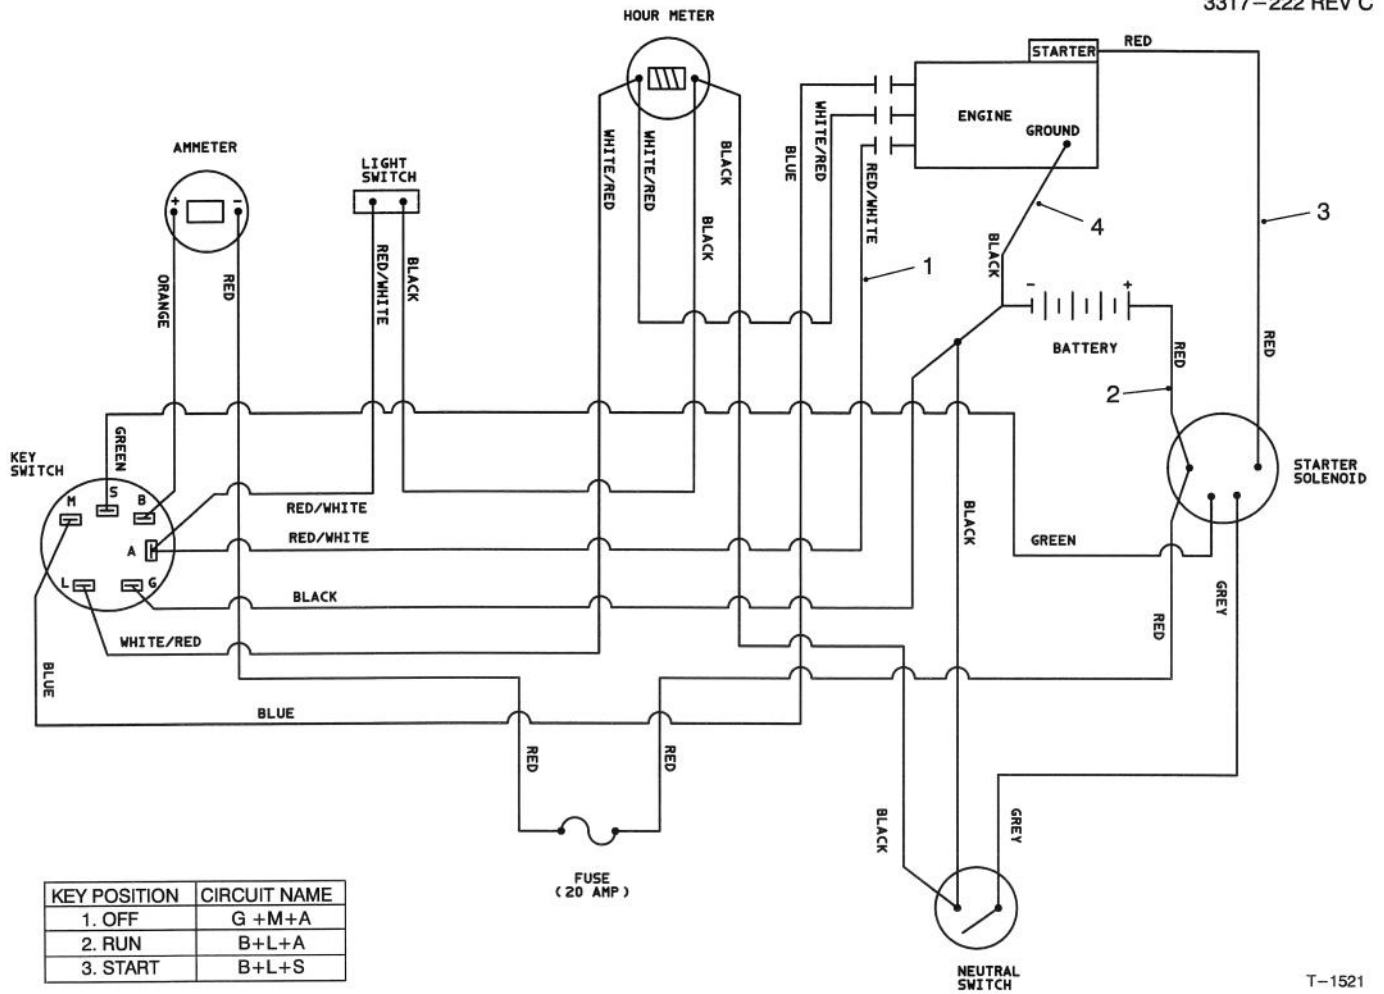 3317-222 REV C
HOUR METER
STARTER
RED
ENGINE
GROUND
AMMETER
+
-
LIGHT
SWITCH
WHITE/RED
WHITE/RED
BLACK
BLUE
WHITE/RED
RED/WHITE
3
4
BLACK
BLACK
1
ORANGE
RED
RED/WHITE
BLACK
-
+
BATTERY
RED
RED
2
KEY
SWITCH
GREEN
M
S
B
A
L
G
STARTER
SOLENOID
RED/WHITE
RED/WHITE
BLACK
GREEN
BLACK
WHITE/RED
RED
GREY
BLUE
BLUE
RED
RED
BLACK
GREY
FUSE
(20 AMP)
KEY POSITION CIRCUIT NAME
1. OFF G +M+A
2. RUN B+L+A
3. START B+L+S
NEUTRAL
SWITCH
T-1521